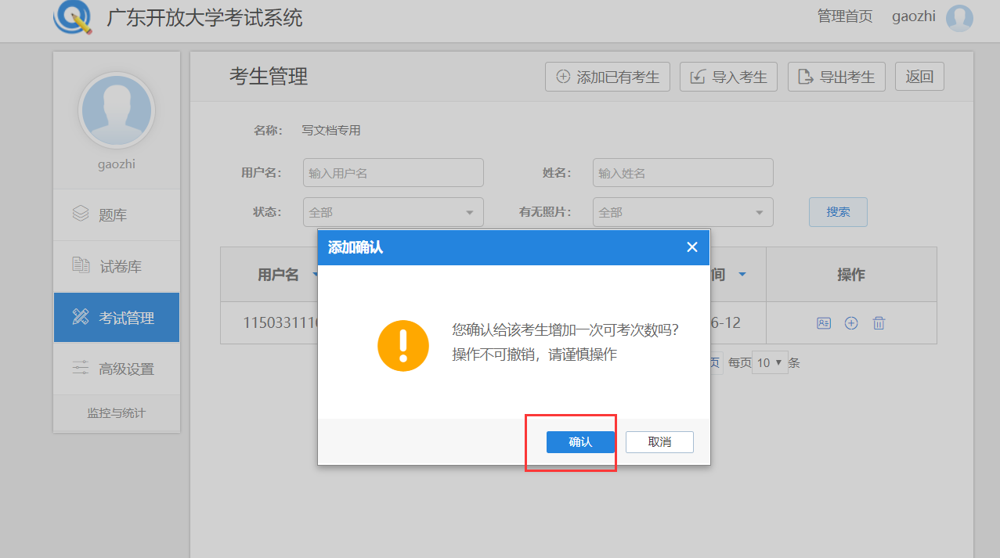 广东开放大学考试系统
管理首页 gaozhi
考生管理 添加已有考生 导入考生 导出考生 返回
gaozhi
名称： 写文档专用
用户名： 输入用户名 姓名： 输入姓名
状态： 全部 有无照片： 全部 搜索
题库
试卷库
考试管理
高级设置
监控与统计
添加确认
用户名 间 操作
115033111 6-12
您确认给该考生增加一次可考次数吗？
操作不可撤销，请谨慎操作
页 每页 10 条
确认 取消